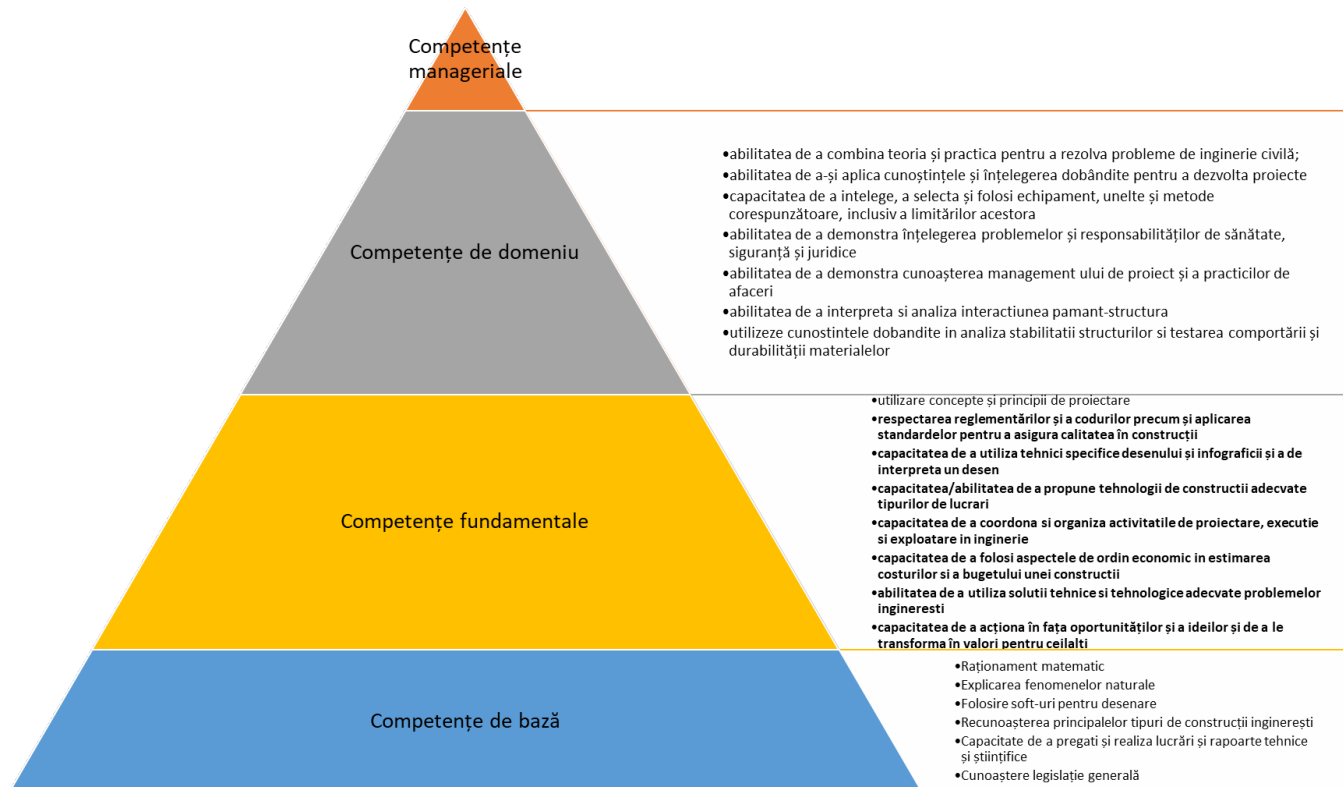 Competențe
manageriale
•abilitatea de a combina teoria și practica pentru a rezolva probleme de inginerie civilă;
•abilitatea de a-și aplica cunoștințele și înțelegerea dobândite pentru a dezvolta proiecte
•capacitatea de a intelege, a selecta și folosi echipament, unelte și metode
corespunzătoare, inclusiv a limitărilor acestora
•abilitatea de a demonstra înțelegerea problemelor și responsabilităților de sănătate,
siguranță și juridice
•abilitatea de a demonstra cunoașterea management ului de proiect și a practicilor de
afaceri
•abilitatea de a interpreta si analiza interactiunea pamant-structura
•utilizeze cunostintele dobandite in analiza stabilitatii structurilor si testarea comportării și
durabilității materialelor
Competențe de domeniu
•utilizare concepte și principii de proiectare
•respectarea reglementărilor și a codurilor precum și aplicarea
standardelor pentru a asigura calitatea în construcții
•capacitatea de a utiliza tehnici specifice desenului și infograficii și a de
interpreta un desen
•capacitatea/abilitatea de a propune tehnologii de constructii adecvate
tipurilor de lucrari
•capacitatea de a coordona si organiza activitatile de proiectare, executie
si exploatare in inginerie
•capacitatea de a folosi aspectele de ordin economic in estimarea
costurilor si a bugetului unei constructii
•abilitatea de a utiliza solutii tehnice si tehnologice adecvate problemelor
ingineresti
•capacitatea de a acționa în fața oportunităților și a ideilor și de a le
transforma în valori pentru ceilalti
Competențe fundamentale
•Raționament matematic
•Explicarea fenomenelor naturale
•Folosire soft-uri pentru desenare
•Recunoașterea principalelor tipuri de construcții inginerești
•Capacitate de a pregati și realiza lucrări și rapoarte tehnice
și științifice
•Cunoaștere legislație generală
Competențe de bază